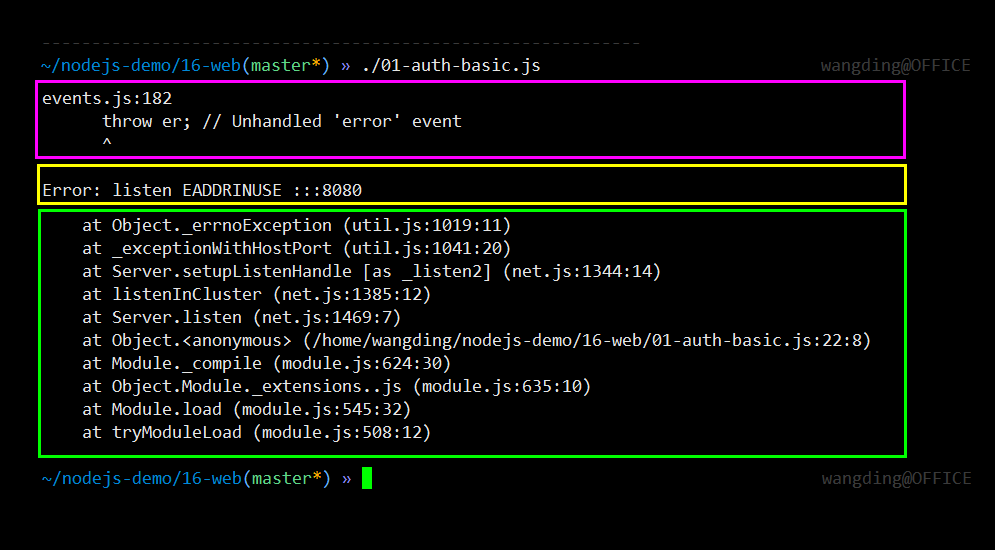 ------------------------------------------------------------
~/nodejs-demo/16-web(master*) » ./01-auth-basic.js wangding@OFFICE
events.js:182
      throw er; // Unhandled 'error' event
      ^
Error: listen EADDRINUSE :::8080
    at Object._errnoException (util.js:1019:11)
    at _exceptionWithHostPort (util.js:1041:20)
    at Server.setupListenHandle [as _listen2] (net.js:1344:14)
    at listenInCluster (net.js:1385:12)
    at Server.listen (net.js:1469:7)
    at Object.<anonymous> (/home/wangding/nodejs-demo/16-web/01-auth-basic.js:22:8)
    at Module._compile (module.js:624:30)
    at Object.Module._extensions..js (module.js:635:10)
    at Module.load (module.js:545:32)
    at tryModuleLoad (module.js:508:12)
~/nodejs-demo/16-web(master*) » wangding@OFFICE